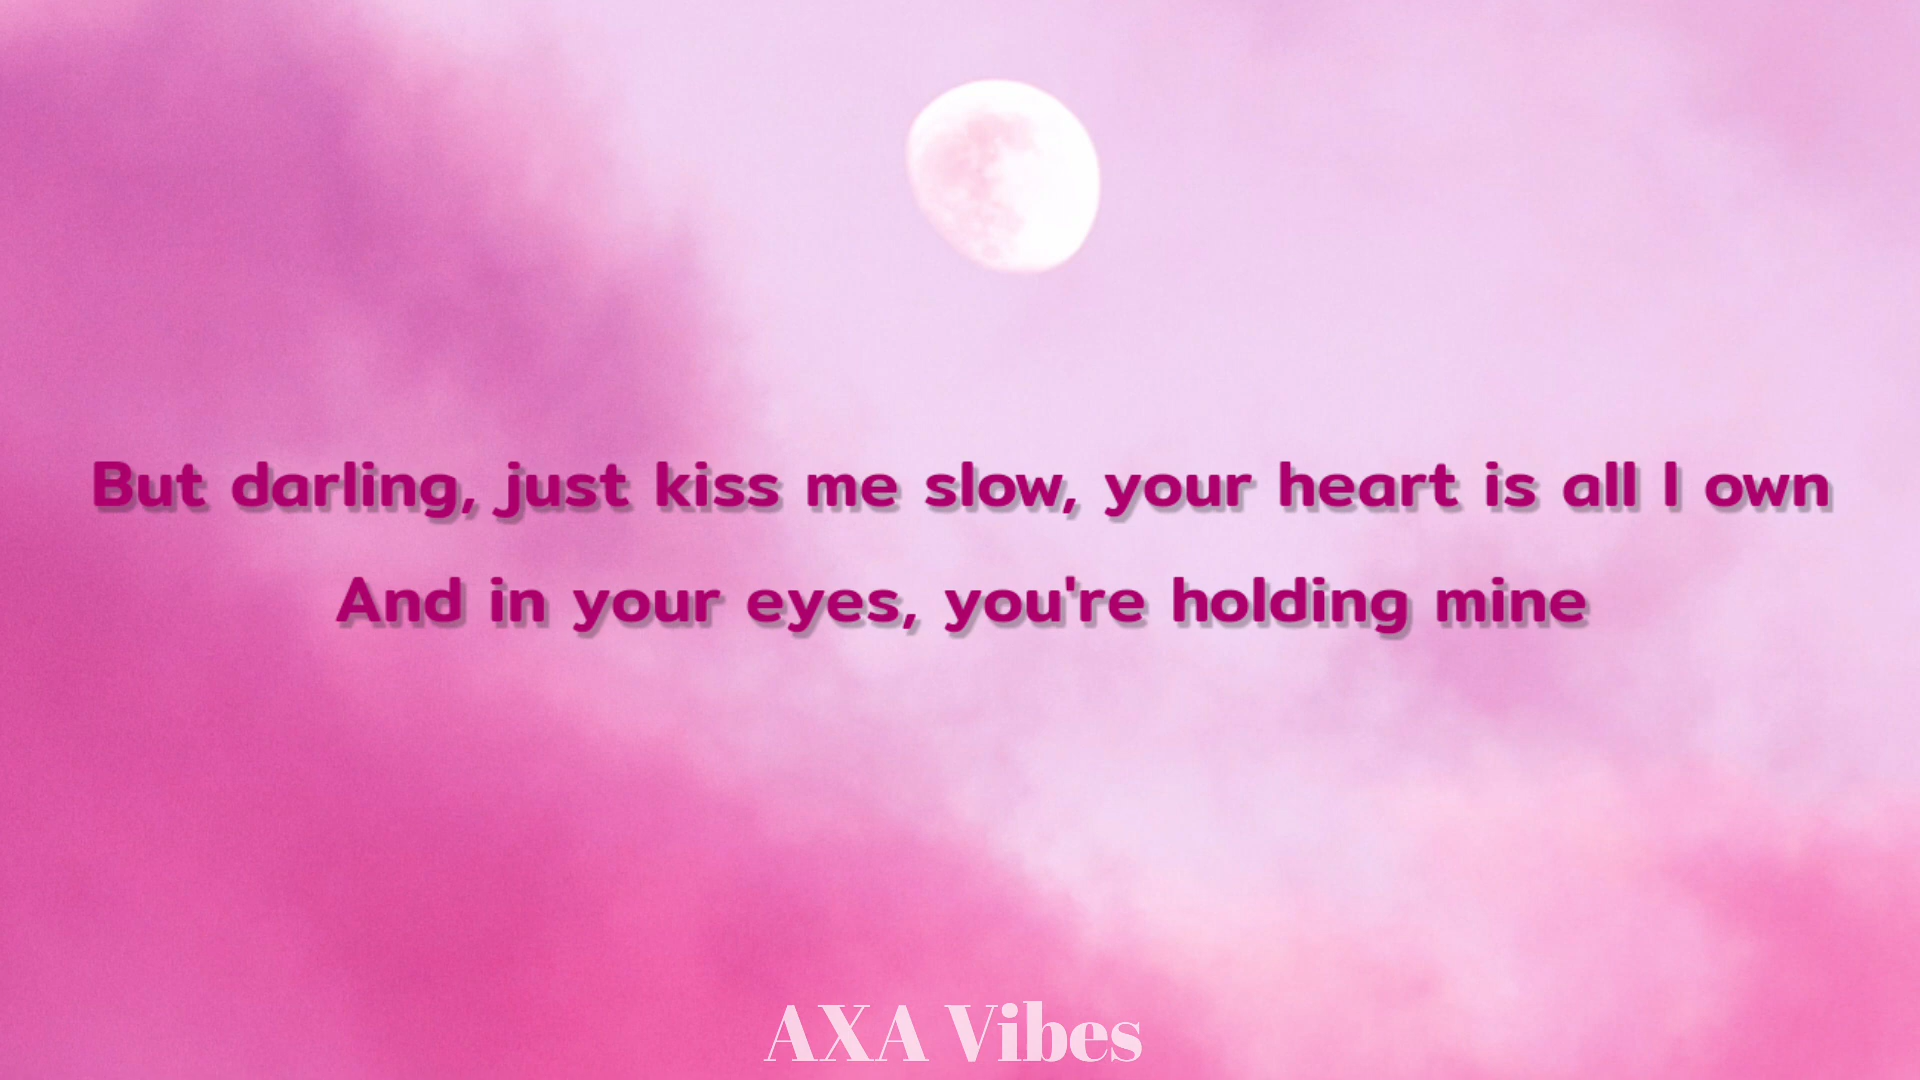 But darling, just kiss me slow, your heart is all I own
And in your eyes, you're holding mine
AXA Vibes